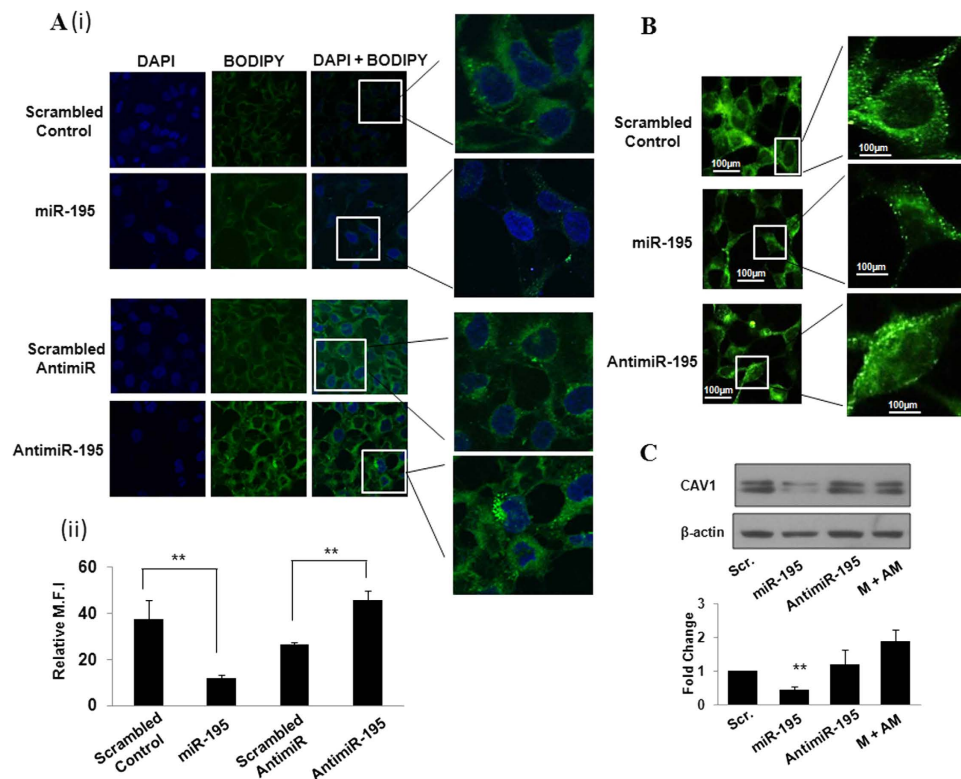 A (i)
DAPI
BODIPY
DAPI + BODIPY
Scrambled
Control
miR-195
Scrambled
AntimiR
AntimiR-195
(ii)
Relative M.F.I
60
40
20
0
**
**
Scrambled
Control
miR-195
Scrambled
AntimiR
AntimiR-195
B
Scrambled
Control
100µm
100µm
miR-195
100µm
100µm
AntimiR-195
100µm
100µm
C
CAV1
β-actin
Scr.
miR-195
AntimiR-195
M + AM
Fold Change
3
2
1
0
**
Scr.
miR-195
AntimiR-195
M + AM